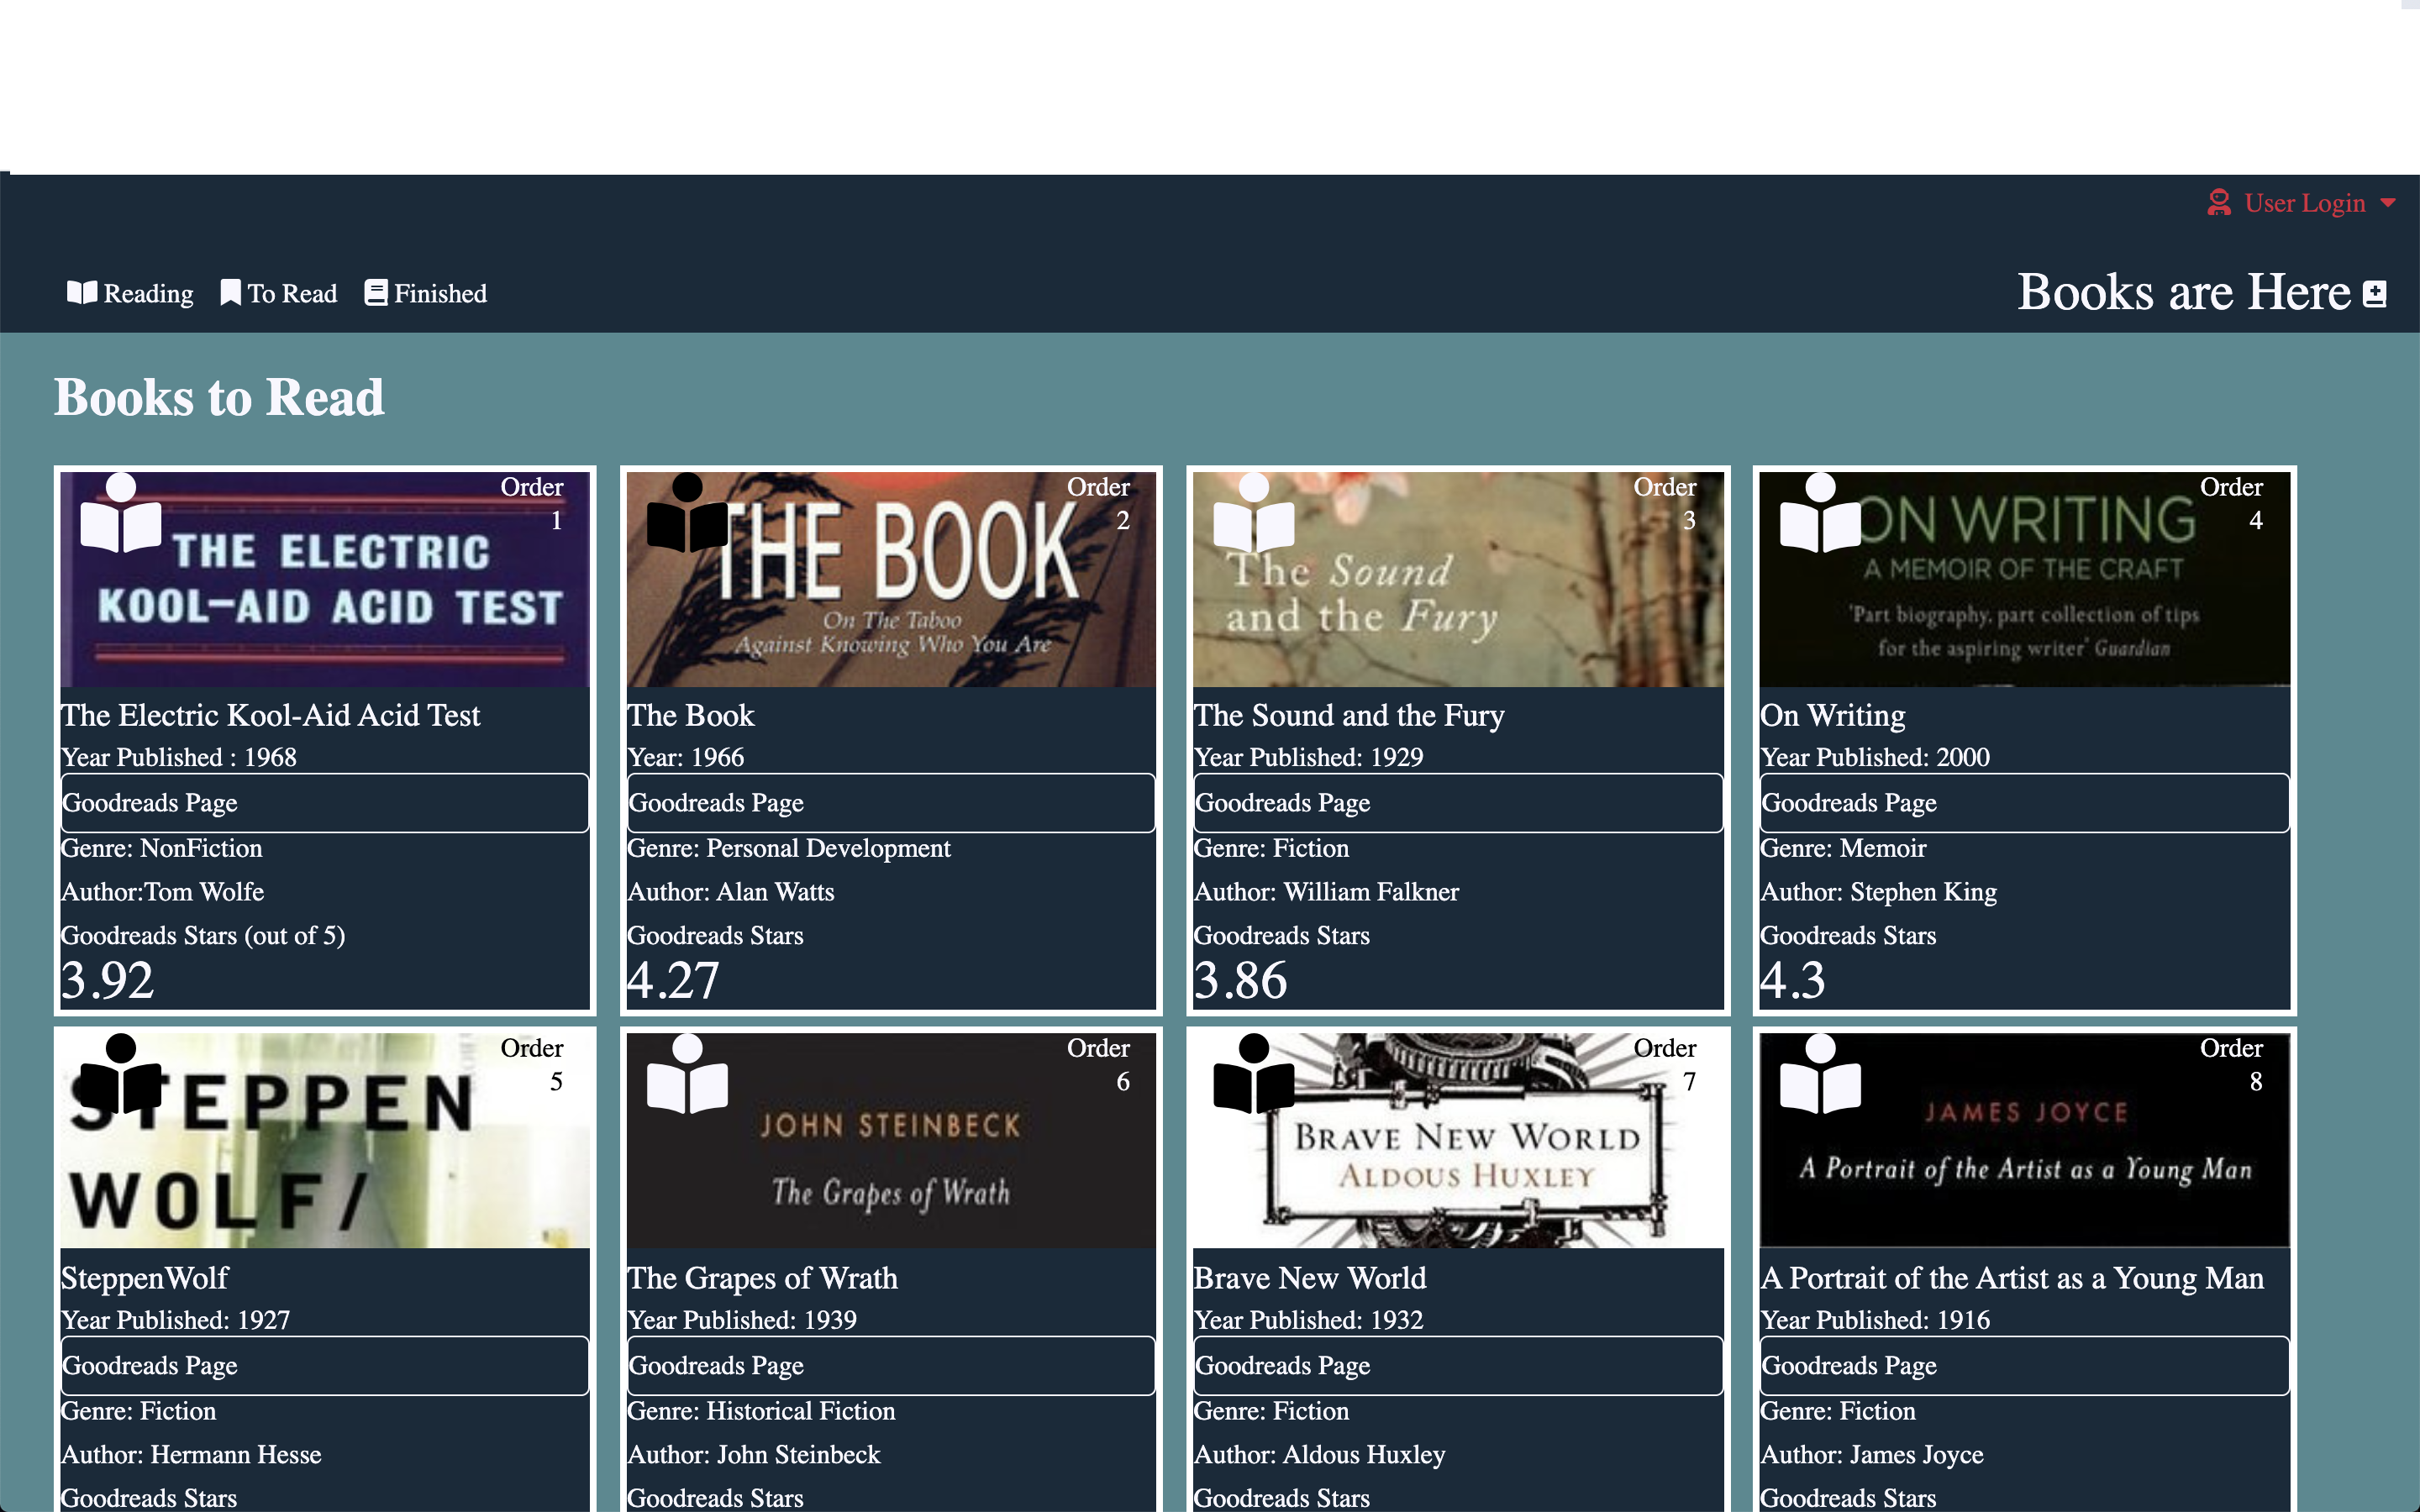 User Login
Reading To Read Finished
Books are Here
Books to Read
Order
1
THE ELECTRIC
KOOL-AID ACID TEST
The Electric Kool-Aid Acid Test
Year Published : 1968
Goodreads Page
Genre: NonFiction
Author:Tom Wolfe
Goodreads Stars (out of 5)
3.92
Order
2
THE BOOK
On The Taboo
Against Knowing Who You Are
The Book
Year: 1966
Goodreads Page
Genre: Personal Development
Author: Alan Watts
Goodreads Stars
4.27
Order
3
The Sound
and the Fury
The Sound and the Fury
Year Published: 1929
Goodreads Page
Genre: Fiction
Author: William Falkner
Goodreads Stars
3.86
Order
4
ON WRITING
A MEMOIR OF THE CRAFT
'Part biography, part collection of tips
for the aspiring writer' Guardian
On Writing
Year Published: 2000
Goodreads Page
Genre: Memoir
Author: Stephen King
Goodreads Stars
4.3
Order
5
STEPPEN
WOLF/
SteppenWolf
Year Published: 1927
Goodreads Page
Genre: Fiction
Author: Hermann Hesse
Goodreads Stars
Order
6
JOHN STEINBECK
The Grapes of Wrath
The Grapes of Wrath
Year Published: 1939
Goodreads Page
Genre: Historical Fiction
Author: John Steinbeck
Goodreads Stars
Order
7
BRAVE NEW WORLD
ALDOUS HUXLEY
Brave New World
Year Published: 1932
Goodreads Page
Genre: Fiction
Author: Aldous Huxley
Goodreads Stars
Order
8
JAMES JOYCE
A Portrait of the Artist as a Young Man
A Portrait of the Artist as a Young Man
Year Published: 1916
Goodreads Page
Genre: Fiction
Author: James Joyce
Goodreads Stars